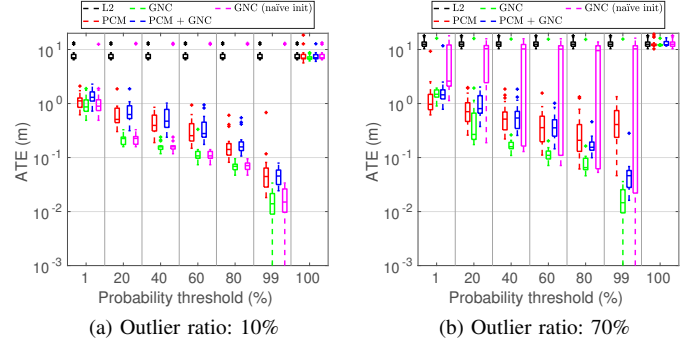 L2 GNC GNC (naïve init)
PCM PCM + GNC
L2 GNC GNC (naïve init)
PCM PCM + GNC
10^1
10^0
10^-1
10^-2
10^-3
ATE (m)
1 20 40 60 80 99 100
Probability threshold (%)
(a) Outlier ratio: 10%
10^1
10^0
10^-1
10^-2
10^-3
ATE (m)
1 20 40 60 80 99 100
Probability threshold (%)
(b) Outlier ratio: 70%